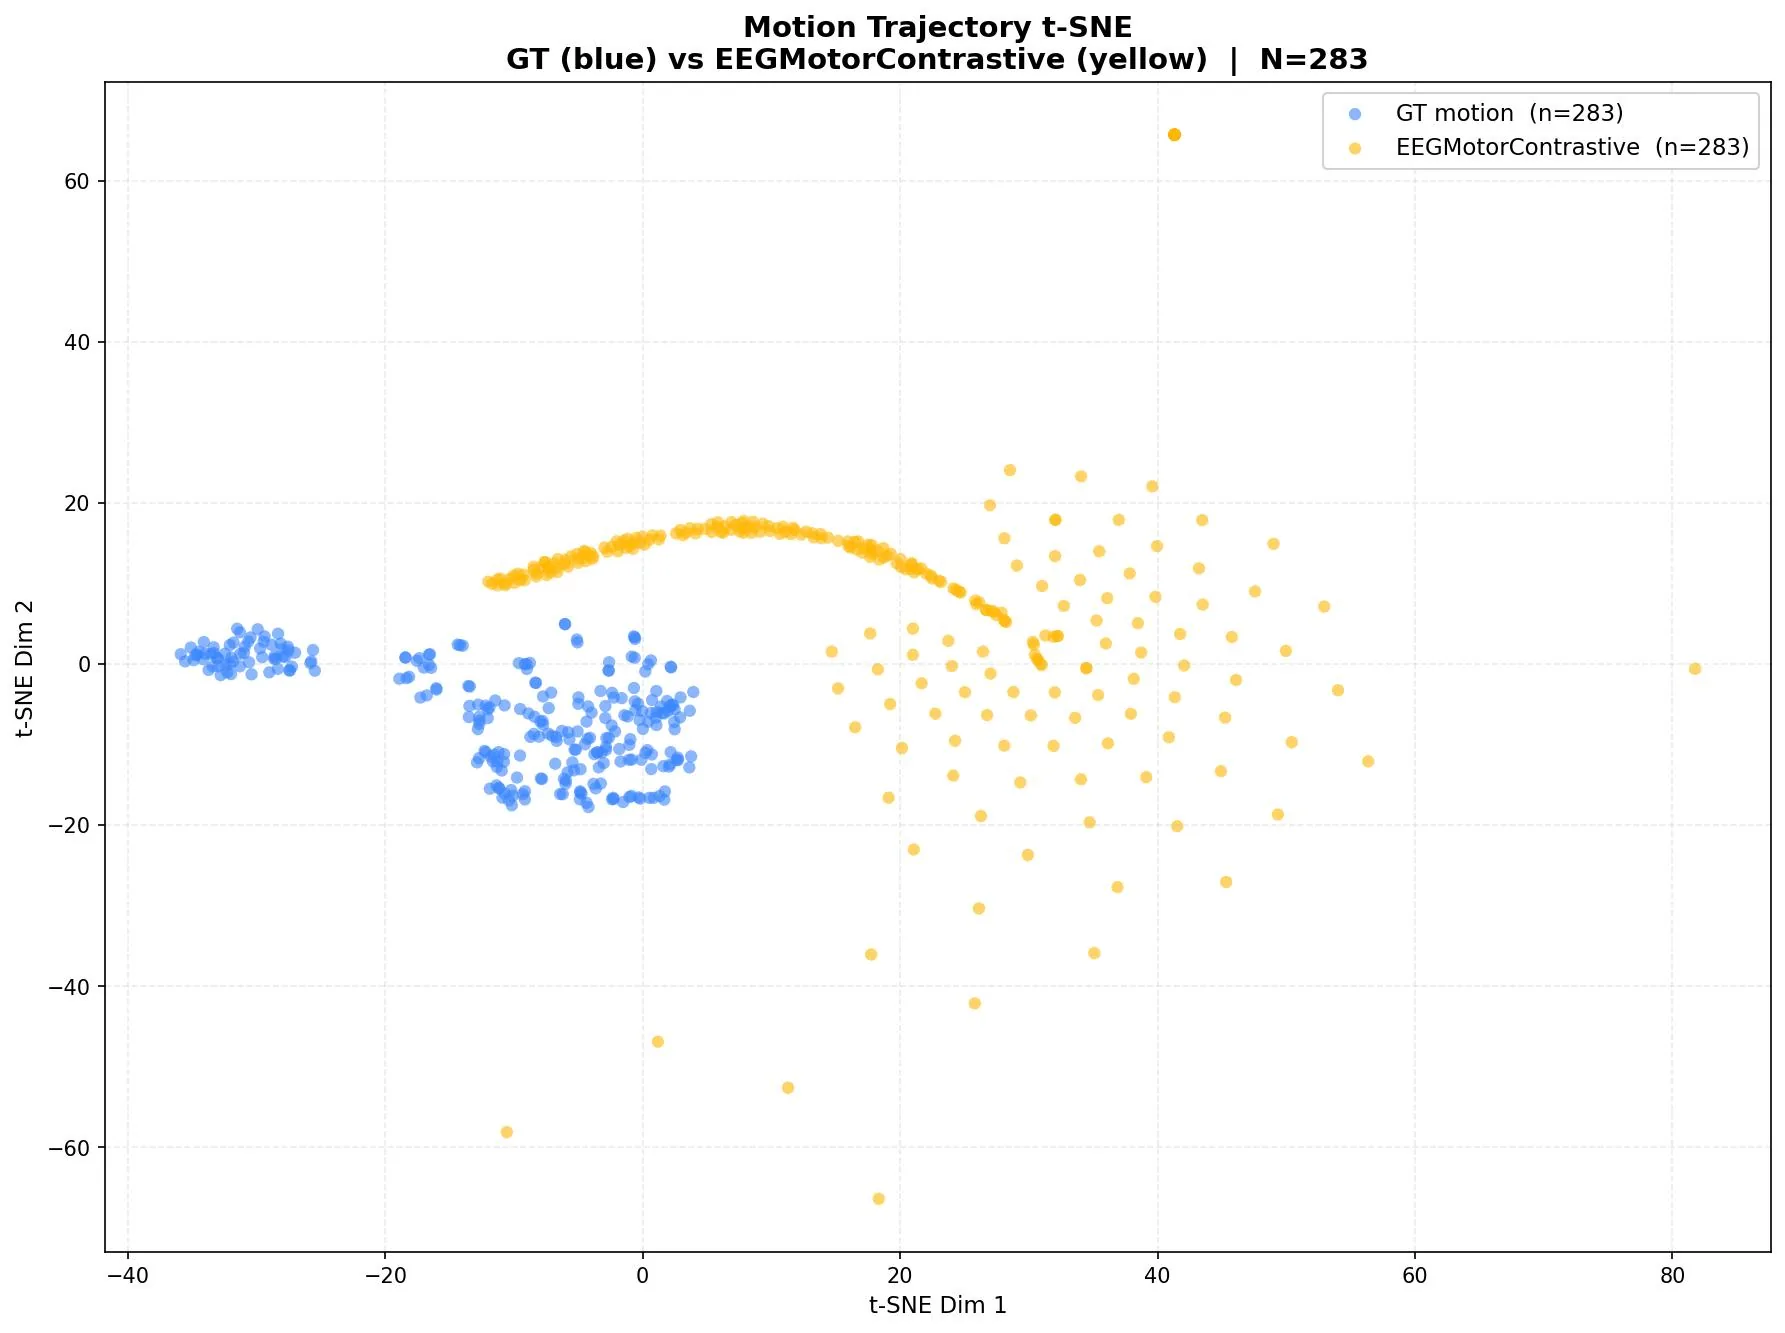 Motion Trajectory t-SNE
GT (blue) vs EEGMotorContrastive (yellow)  |  N=283
GT motion  (n=283)
EEGMotorContrastive  (n=283)
60
40
20
0
−20
−40
−60
t-SNE Dim 2
−40
−20
0
20
40
60
80
t-SNE Dim 1